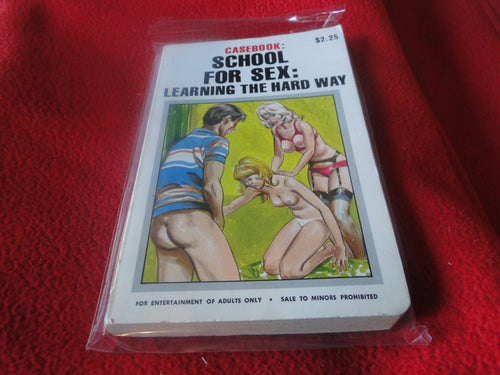 CASEBOOK:
$2.25
SCHOOL
FOR SEX:
LEARNING THE HARD WAY
FOR ENTERTAINMENT OF ADULTS ONLY • SALE TO MINORS PROHIBITED